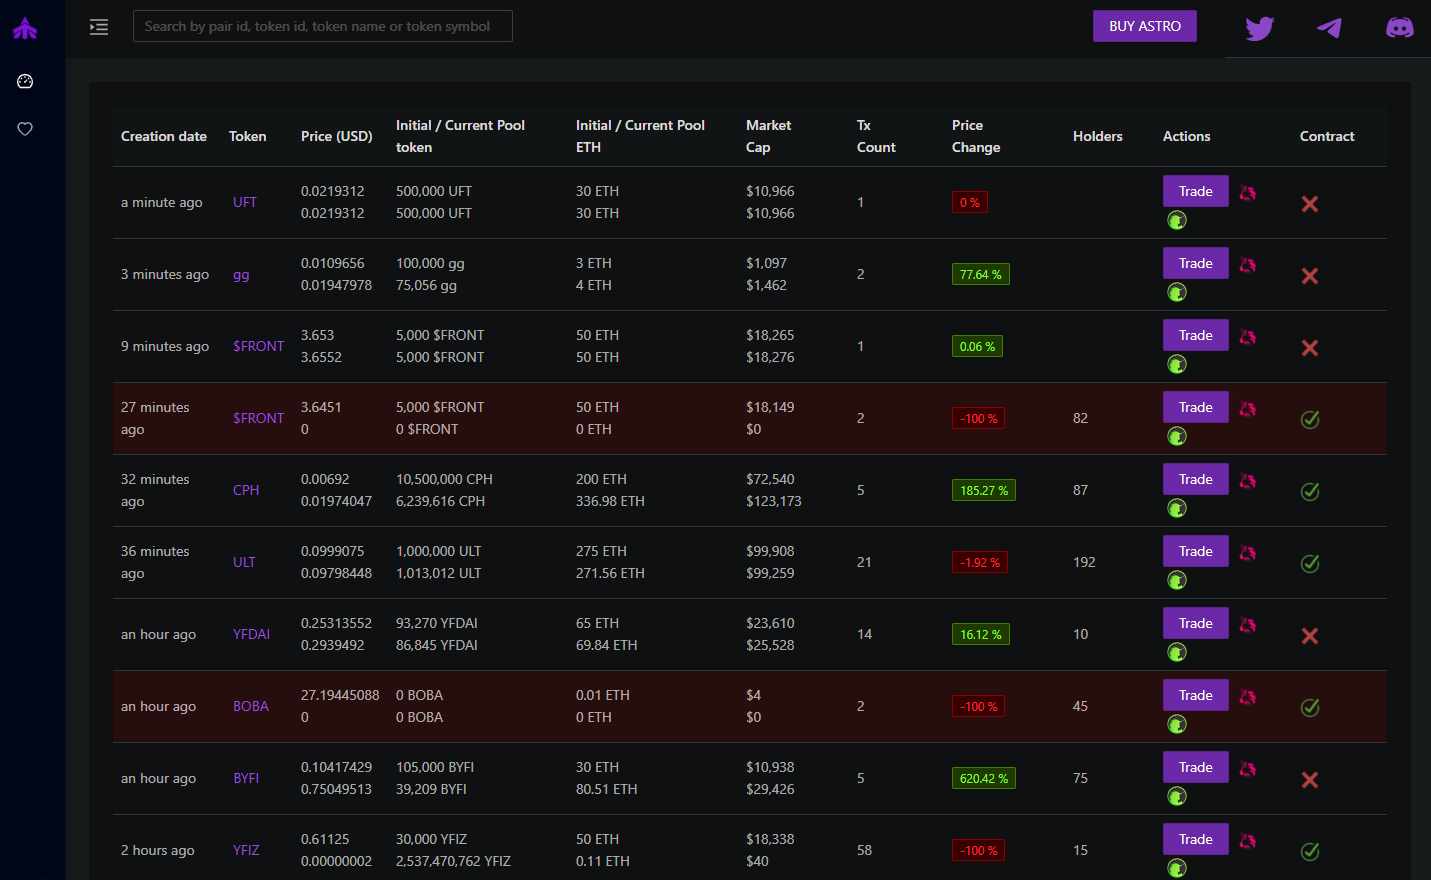 Search by pair id, token id, token name or token symbol
BUY ASTRO
Creation date Token Price (USD) Initial / Current Pool token Initial / Current Pool ETH Market Cap Tx Count Price Change Holders Actions Contract
a minute ago UFT 0.0219312 500,000 UFT 30 ETH $10,966 1 0 % Trade
0.0219312 500,000 UFT 30 ETH $10,966
3 minutes ago gg 0.0109656 100,000 gg 3 ETH $1,097 2 77.64 % Trade
0.01947978 75,056 gg 4 ETH $1,462
9 minutes ago $FRONT 3.653 5,000 $FRONT 50 ETH $18,265 1 0.06 % Trade
3.6552 5,000 $FRONT 50 ETH $18,276
27 minutes ago $FRONT 3.6451 5,000 $FRONT 50 ETH $18,149 2 -100 % 82 Trade
0 0 $FRONT 0 ETH $0
32 minutes ago CPH 0.00692 10,500,000 CPH 200 ETH $72,540 5 185.27 % 87 Trade
0.01974047 6,239,616 CPH 336.98 ETH $123,173
36 minutes ago ULT 0.0999075 1,000,000 ULT 275 ETH $99,908 21 -1.92 % 192 Trade
0.09798448 1,013,012 ULT 271.56 ETH $99,259
an hour ago YFDAI 0.25313552 93,270 YFDAI 65 ETH $23,610 14 16.12 % 10 Trade
0.2939492 86,845 YFDAI 69.84 ETH $25,528
an hour ago BOBA 27.19445088 0 BOBA 0.01 ETH $4 2 -100 % 45 Trade
0 0 BOBA 0 ETH $0
an hour ago BYFI 0.10417429 105,000 BYFI 30 ETH $10,938 5 620.42 % 75 Trade
0.75049513 39,209 BYFI 80.51 ETH $29,426
2 hours ago YFIZ 0.61125 30,000 YFIZ 50 ETH $18,338 58 -100 % 15 Trade
0.00000002 2,537,470,762 YFIZ 0.11 ETH $40